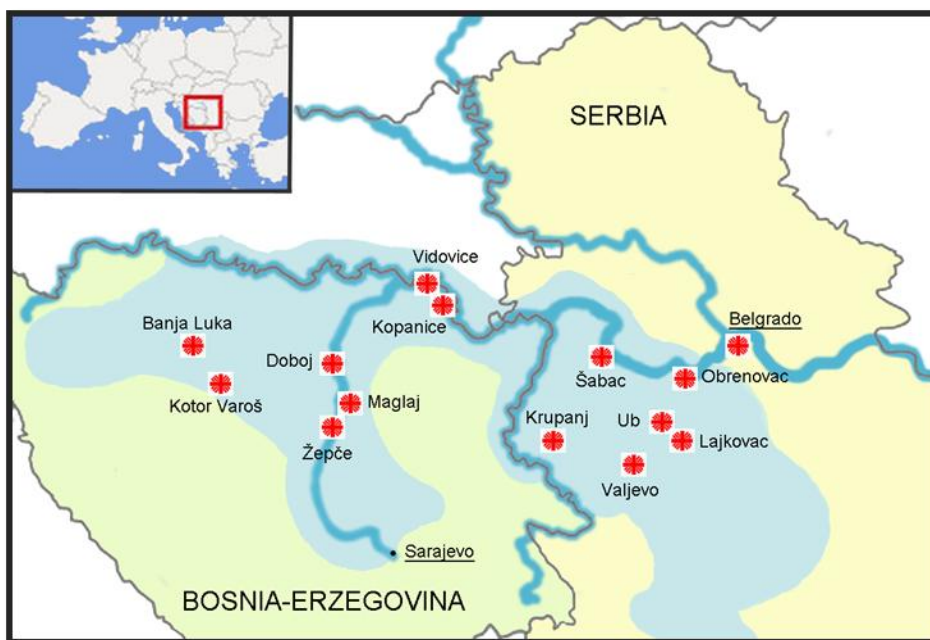 SERBIA
Vidovice
Kopanice
Banja Luka
Belgrado
Doboj
Šabac
Obrenovac
Kotor Varoš
Maglaj
Krupanj
Ub
Lajkovac
Žepče
Valjevo
Sarajevo
BOSNIA-ERZEGOVINA